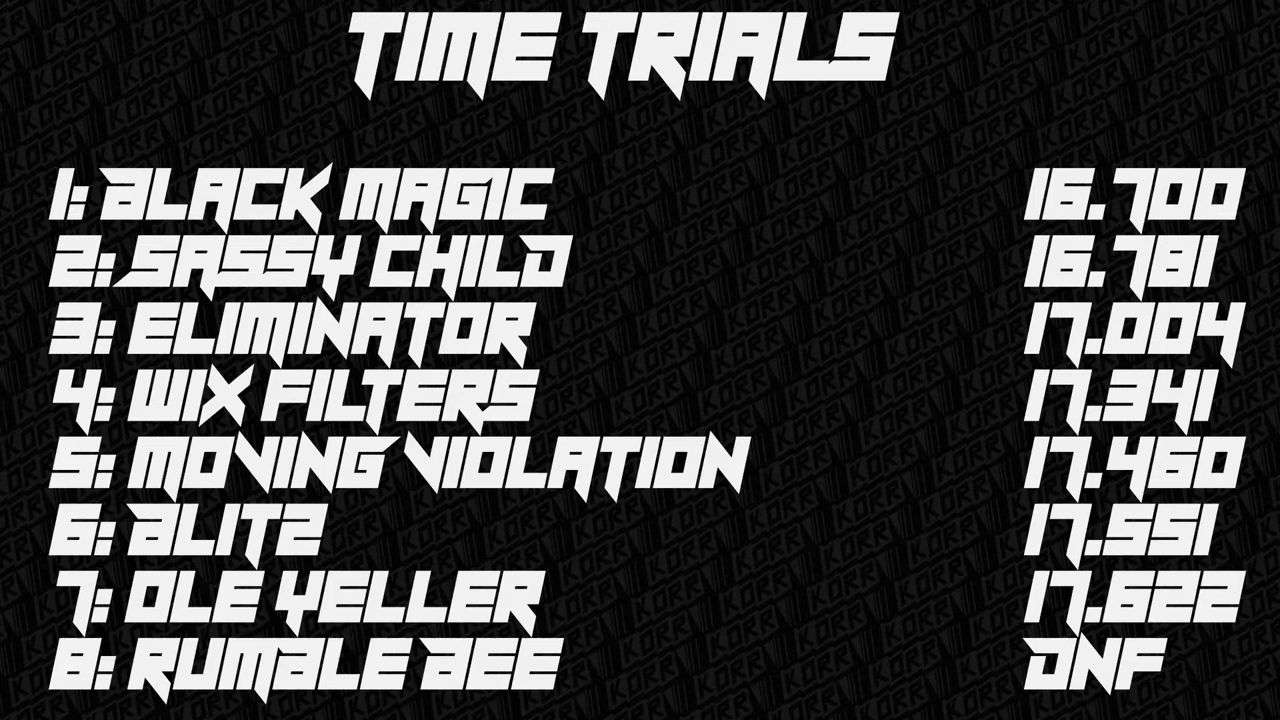 TIME TRIALS
1: BLACK MAGIC 16.700
2: SASSY CHILD 16.781
3: ELIMINATOR 17.004
4: WIX FILTERS 17.341
5: MOVING VIOLATION 17.460
6: BLITZ 17.551
7: OLE YELLER 17.622
8: RUMBLE BEE DNF